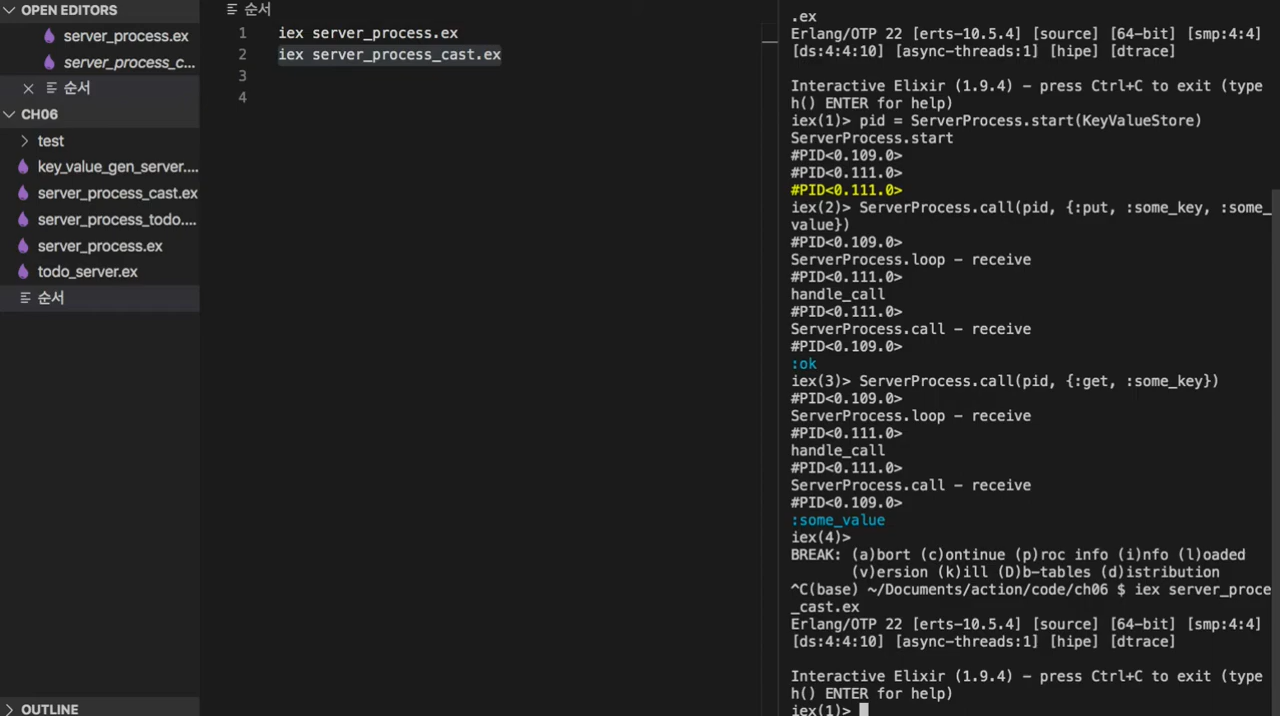 OPEN EDITORS
server_process.ex
server_process_c...
순서
CH06
test
key_value_gen_server....
server_process_cast.ex
server_process_todo....
server_process.ex
todo_server.ex
순서
OUTLINE
순서
1 iex server_process.ex
2 iex server_process_cast.ex
3
4
.ex
Erlang/OTP 22 [erts-10.5.4] [source] [64-bit] [smp:4:4]
[ds:4:4:10] [async-threads:1] [hipe] [dtrace]
Interactive Elixir (1.9.4) - press Ctrl+C to exit (type
h() ENTER for help)
iex(1)> pid = ServerProcess.start(KeyValueStore)
ServerProcess.start
#PID<0.109.0>
#PID<0.111.0>
#PID<0.111.0>
iex(2)> ServerProcess.call(pid, {:put, :some_key, :some_
value})
#PID<0.109.0>
ServerProcess.loop - receive
#PID<0.111.0>
handle_call
#PID<0.111.0>
ServerProcess.call - receive
#PID<0.109.0>
:ok
iex(3)> ServerProcess.call(pid, {:get, :some_key})
#PID<0.109.0>
ServerProcess.loop - receive
#PID<0.111.0>
handle_call
#PID<0.111.0>
ServerProcess.call - receive
#PID<0.109.0>
:some_value
iex(4)>
BREAK: (a)bort (c)ontinue (p)roc info (i)nfo (l)oaded
(v)ersion (k)ill (D)b-tables (d)istribution
^C(base) ~/Documents/action/code/ch06 $ iex server_proce
_cast.ex
Erlang/OTP 22 [erts-10.5.4] [source] [64-bit] [smp:4:4]
[ds:4:4:10] [async-threads:1] [hipe] [dtrace]
Interactive Elixir (1.9.4) - press Ctrl+C to exit (type
h() ENTER for help)
iex(1)>